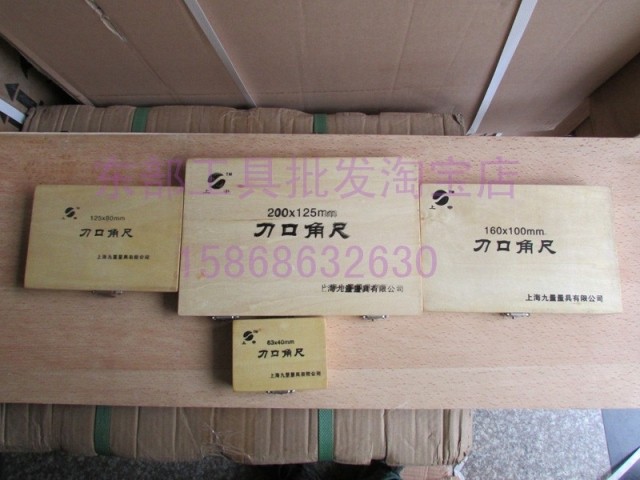 东都工具批发淘宝店
15868632630
125x80mm
刀口角尺
上海九量量具有限公司
TM
200x125mm
刀口角尺
上海九量量具有限公司
160x100mm
刀口角尺
上海九量量具有限公司
63x40mm
刀口角尺
上海九量量具有限公司